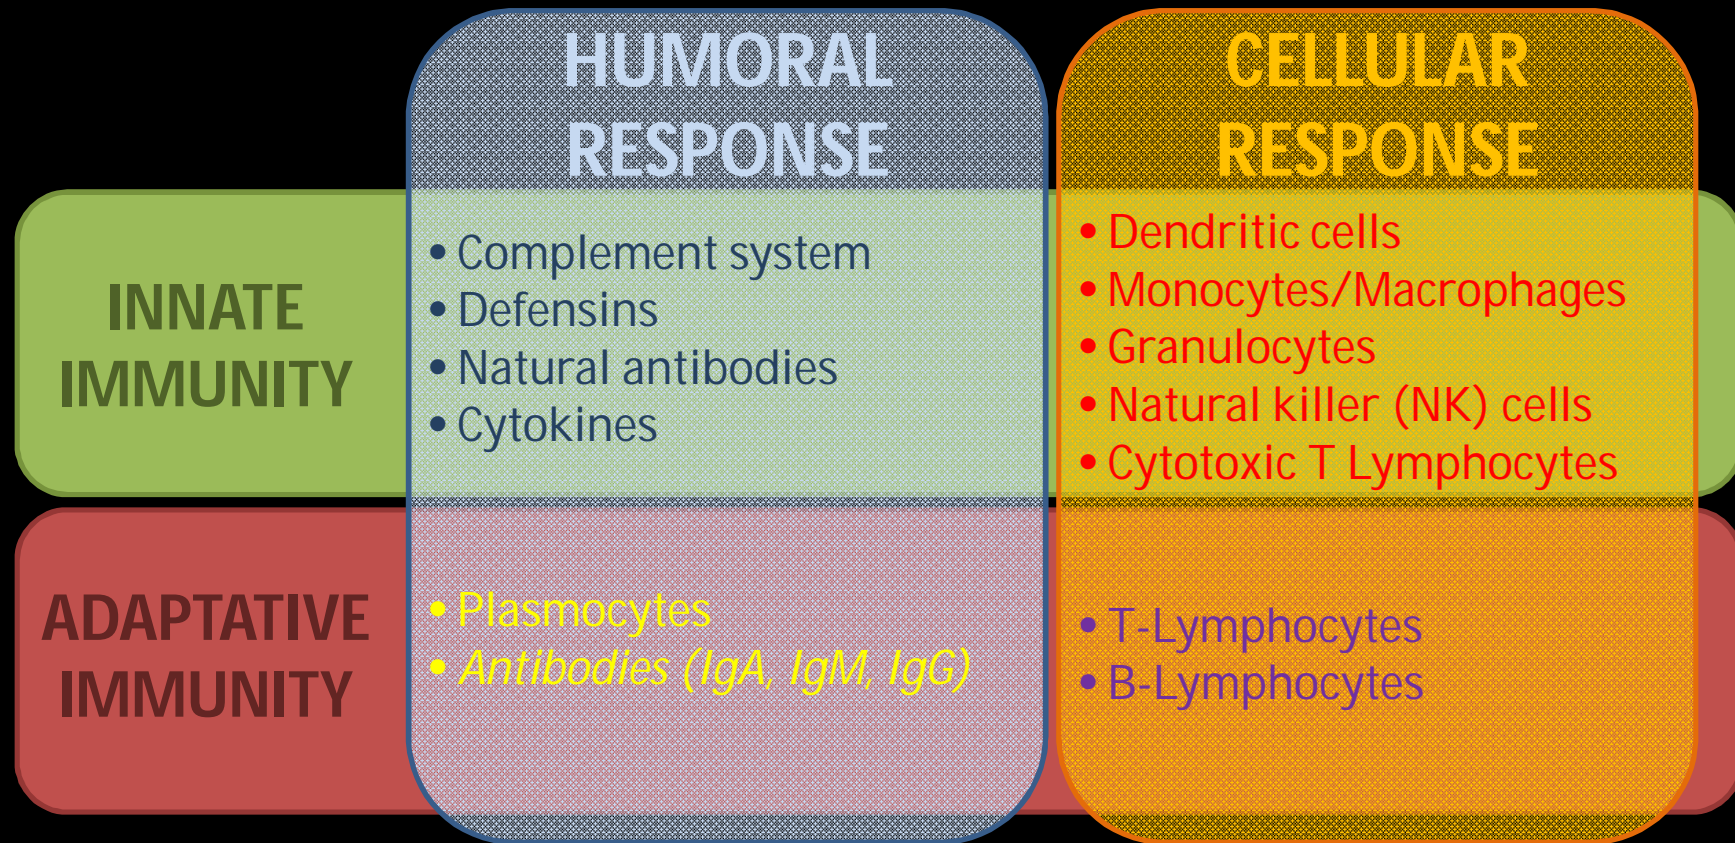 HUMORAL
RESPONSE
CELLULAR
RESPONSE
INNATE
IMMUNITY
• Complement system
• Defensins
• Natural antibodies
• Cytokines
• Dendritic cells
• Monocytes/Macrophages
• Granulocytes
• Natural killer (NK) cells
• Cytotoxic T Lymphocytes
ADAPTATIVE
IMMUNITY
• Plasmocytes
• Antibodies (IgA, IgM, IgG)
• T-Lymphocytes
• B-Lymphocytes